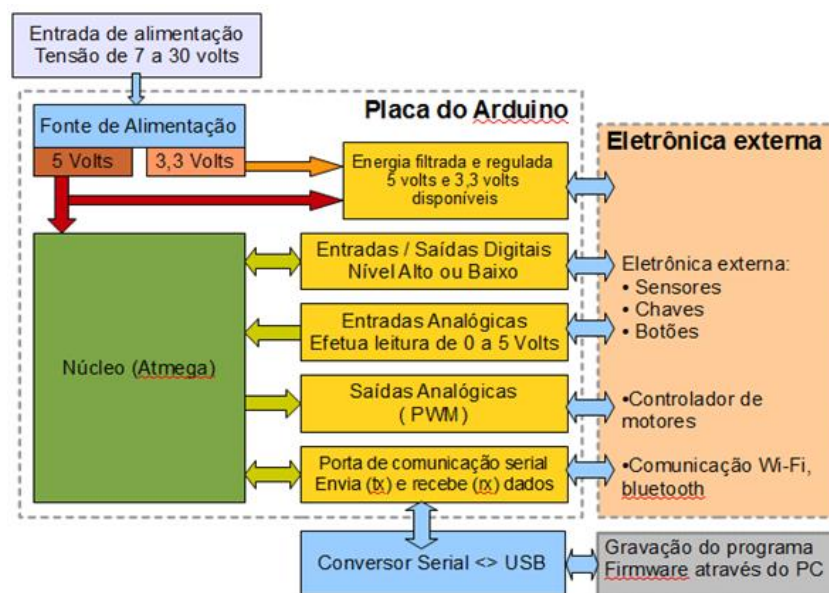 Entrada de alimentação
Tensão de 7 a 30 volts
Placa do Arduino
Fonte de Alimentação
5 Volts
3,3 Volts
Energia filtrada e regulada
5 volts e 3,3 volts
disponíveis
Eletrônica externa
Núcleo (Atmega)
Entradas / Saídas Digitais
Nível Alto ou Baixo
Entradas Analógicas
Efetua leitura de 0 a 5 Volts
Saídas Analógicas
( PWM)
Porta de comunicação serial
Envia (tx) e recebe (rx) dados
Eletrônica externa:
• Sensores
• Chaves
• Botões
•Controlador de
motores
•Comunicação Wi-Fi,
bluetooth
Conversor Serial <> USB
Gravação do programa
Firmware através do PC